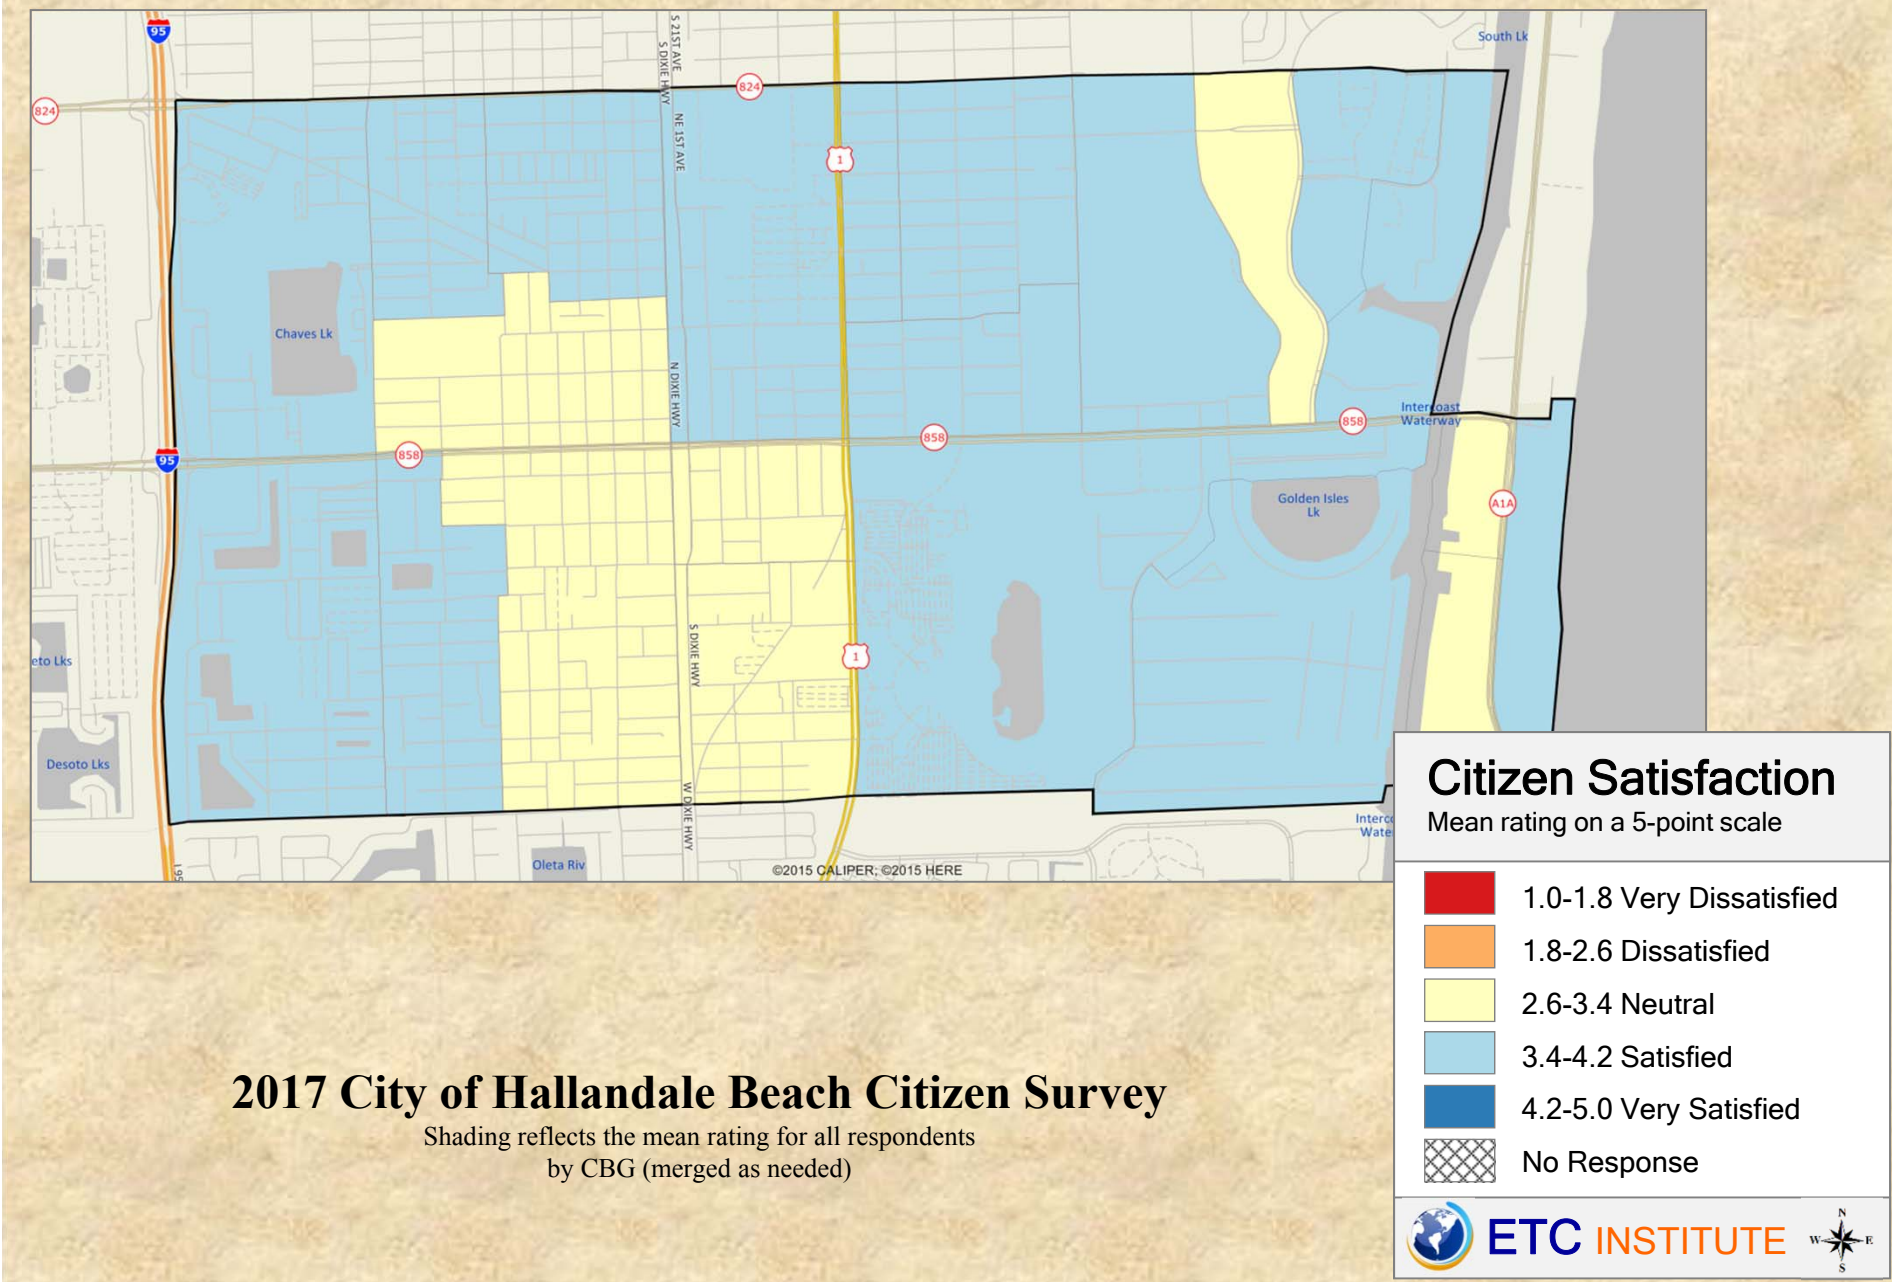 95
South Lk
S 21ST AVE
S DIXIE HWY
824
824
NE 1ST AVE
1
Chaves Lk
N DIXIE HWY
Intercoast
Waterway
858
858
858
95
Golden Isles
Lk
A1A
S DIXIE HWY
1
eto Lks
Desoto Lks
W DIXIE HWY
Interco
Wate
Oleta Riv
I 95
©2015 CALIPER; ©2015 HERE
Citizen Satisfaction
Mean rating on a 5-point scale
1.0-1.8 Very Dissatisfied
1.8-2.6 Dissatisfied
2.6-3.4 Neutral
3.4-4.2 Satisfied
4.2-5.0 Very Satisfied
No Response
2017 City of Hallandale Beach Citizen Survey
Shading reflects the mean rating for all respondents
by CBG (merged as needed)
ETC INSTITUTE
N
W E
S